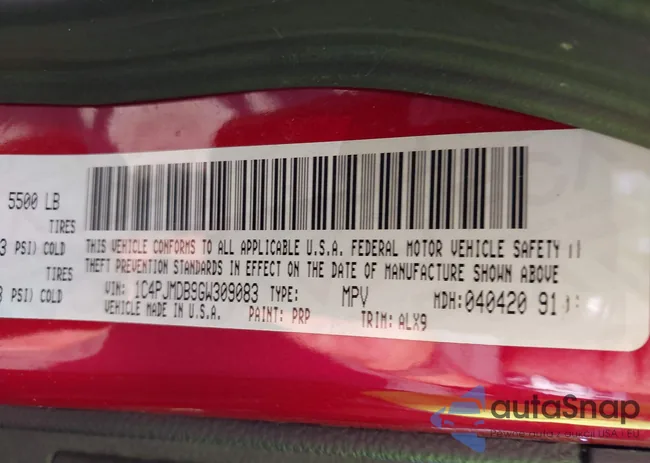 5500 LB
TIRES
3 PSI) COLD
THIS VEHICLE CONFORMS TO ALL APPLICABLE U.S.A. FEDERAL MOTOR VEHICLE SAFETY
TIRES
THEFT PREVENTION STANDARDS IN EFFECT ON THE DATE OF MANUFACTURE SHOWN ABOVE
PSI) COLD
VIN: 1C4PJMDB9GW309083 TYPE: MPV MDH:040420 91
VEHICLE MADE IN U.S.A. PAINT: PRP TRIM: ALX9
autoSnap